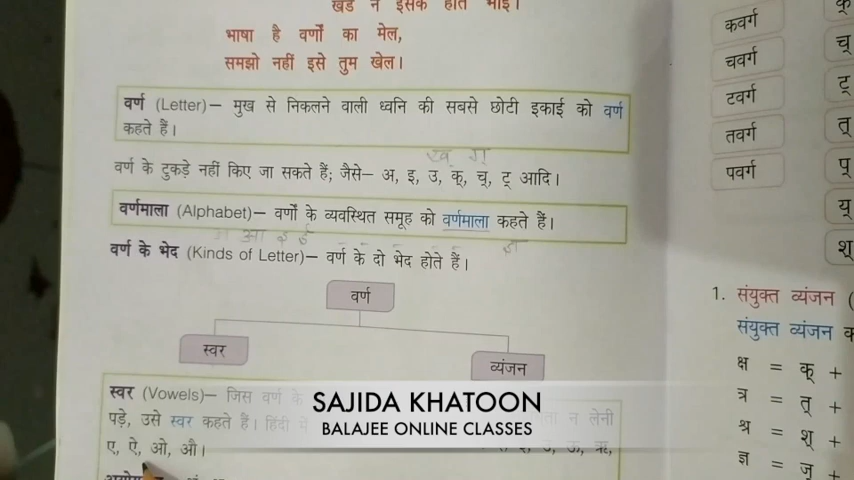 भाषा है वर्णों का मेल,
समझो नहीं इसे तुम खेल।
वर्ण (Letter)— मुख से निकलने वाली ध्वनि की सबसे छोटी इकाई को वर्ण
कहते हैं।
ख ग
वर्ण के टुकड़े नहीं किए जा सकते हैं; जैसे— अ, इ, उ, क्, च्, ट् आदि।
वर्णमाला (Alphabet)— वर्णों के व्यवस्थित समूह को वर्णमाला कहते हैं।
अ आ इ ई ज्ञ
वर्ण के भेद (Kinds of Letter)— वर्ण के दो भेद होते हैं।
वर्ण
स्वर
व्यंजन
स्वर (Vowels)— जिस वर्ण के
पड़े, उसे स्वर कहते हैं। हिंदी न लेनी
ए, ऐ, ओ, औ। ऊ, ऋ,
SAJIDA KHATOON
BALAJEE ONLINE CLASSES
कवर्ग
चवर्ग च्
टवर्ग ट्
तवर्ग त्
पवर्ग प्
य्
श्
1. संयुक्त व्यंजन (
संयुक्त व्यंजन
क्ष = क् +
त्र = त् +
श्र = श् +
ज्ञ = ज् +